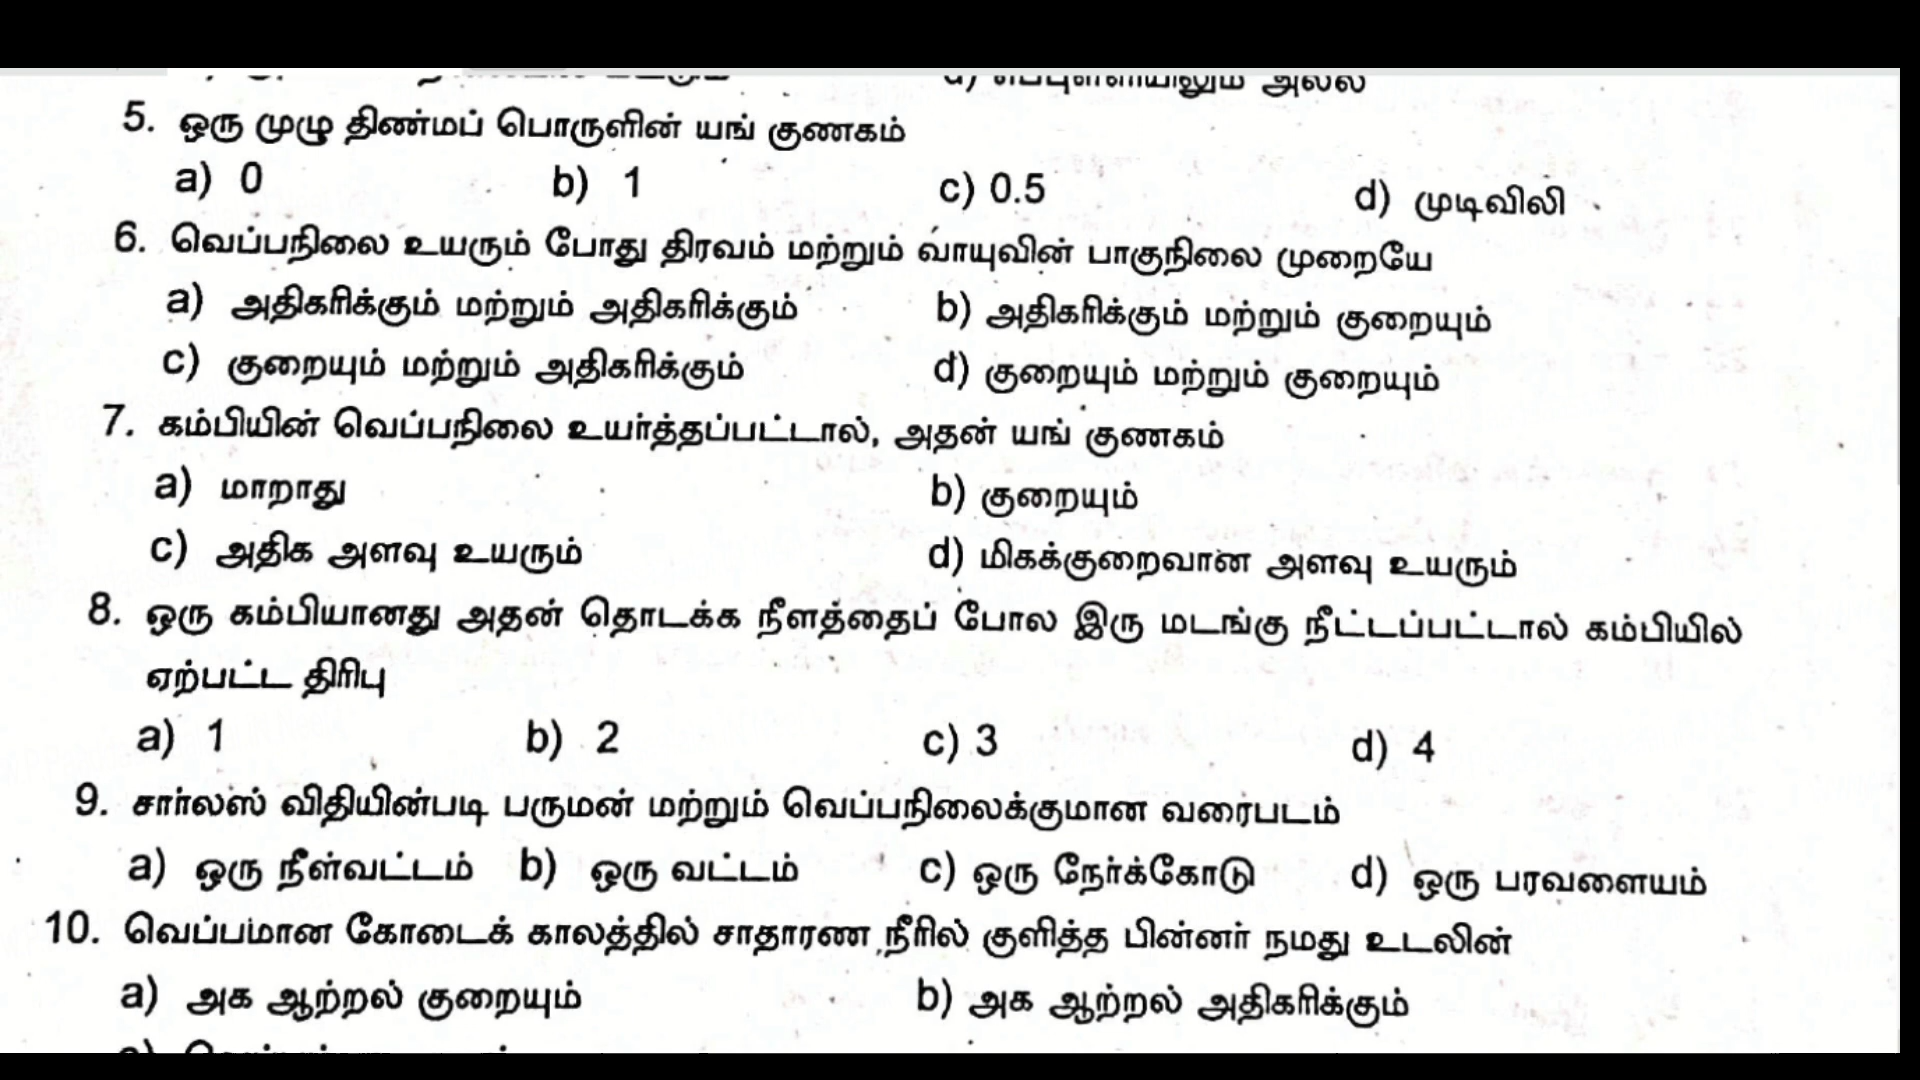 d) எப்புள்ளியிலும் அல்ல
5. ஒரு முழு திண்மப் பொருளின் யங் குணகம்
a) 0 b) 1 c) 0.5 d) முடிவிலி
6. வெப்பநிலை உயரும் போது திரவம் மற்றும் வாயுவின் பாகுநிலை முறையே
a) அதிகரிக்கும் மற்றும் அதிகரிக்கும் b) அதிகரிக்கும் மற்றும் குறையும்
c) குறையும் மற்றும் அதிகரிக்கும் d) குறையும் மற்றும் குறையும்
7. கம்பியின் வெப்பநிலை உயர்த்தப்பட்டால், அதன் யங் குணகம்
a) மாறாது b) குறையும்
c) அதிக அளவு உயரும் d) மிகக்குறைவான அளவு உயரும்
8. ஒரு கம்பியானது அதன் தொடக்க நீளத்தைப் போல இரு மடங்கு நீட்டப்பட்டால் கம்பியில்
ஏற்பட்ட திரிபு
a) 1 b) 2 c) 3 d) 4
9. சார்லஸ் விதியின்படி பருமன் மற்றும் வெப்பநிலைக்குமான வரைபடம்
a) ஒரு நீள்வட்டம் b) ஒரு வட்டம் c) ஒரு நேர்க்கோடு d) ஒரு பரவளையம்
10. வெப்பமான கோடைக் காலத்தில் சாதாரண நீரில் குளித்த பின்னர் நமது உடலின்
a) அக ஆற்றல் குறையும் b) அக ஆற்றல் அதிகரிக்கும்